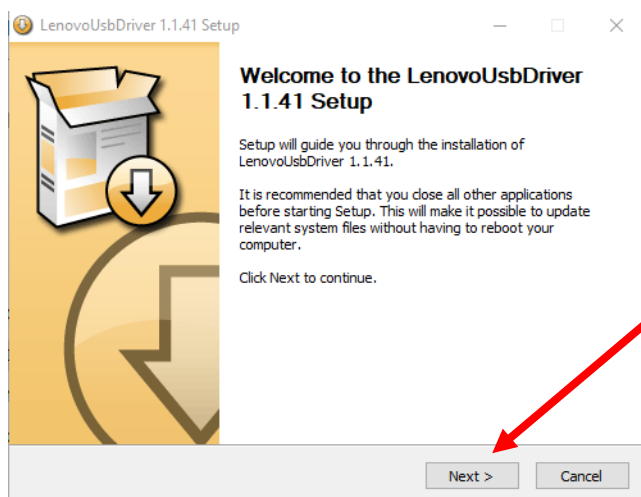 LenovoUsbDriver 1.1.41 Setup
Welcome to the LenovoUsbDriver
1.1.41 Setup
Setup will guide you through the installation of
LenovoUsbDriver 1.1.41.
It is recommended that you close all other applications
before starting Setup. This will make it possible to update
relevant system files without having to reboot your
computer.
Click Next to continue.
Next >
Cancel